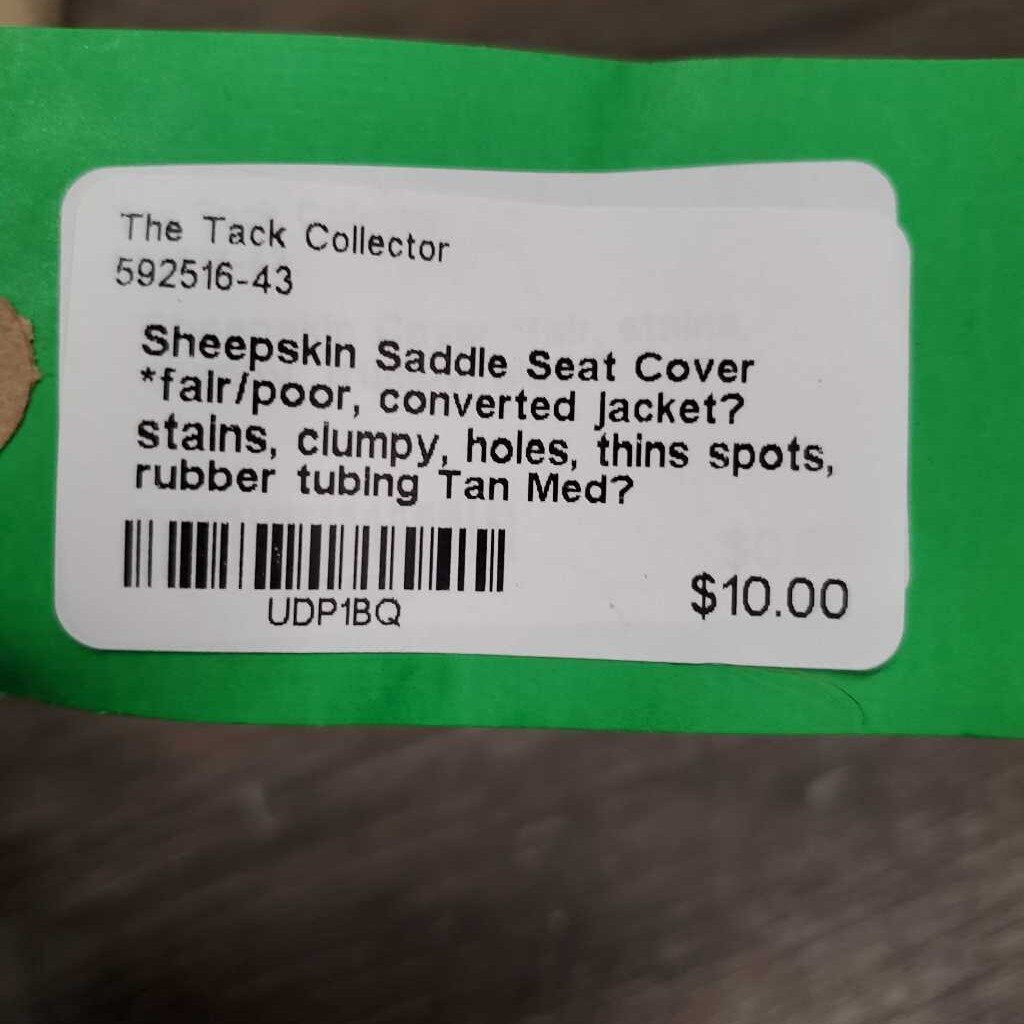 The Tack Collector
592516-43
Sheepskin Saddle Seat Cover
*fair/poor, converted jacket?
stains, clumpy, holes, thins spots,
rubber tubing Tan Med?
UDP1BQ
$10.00